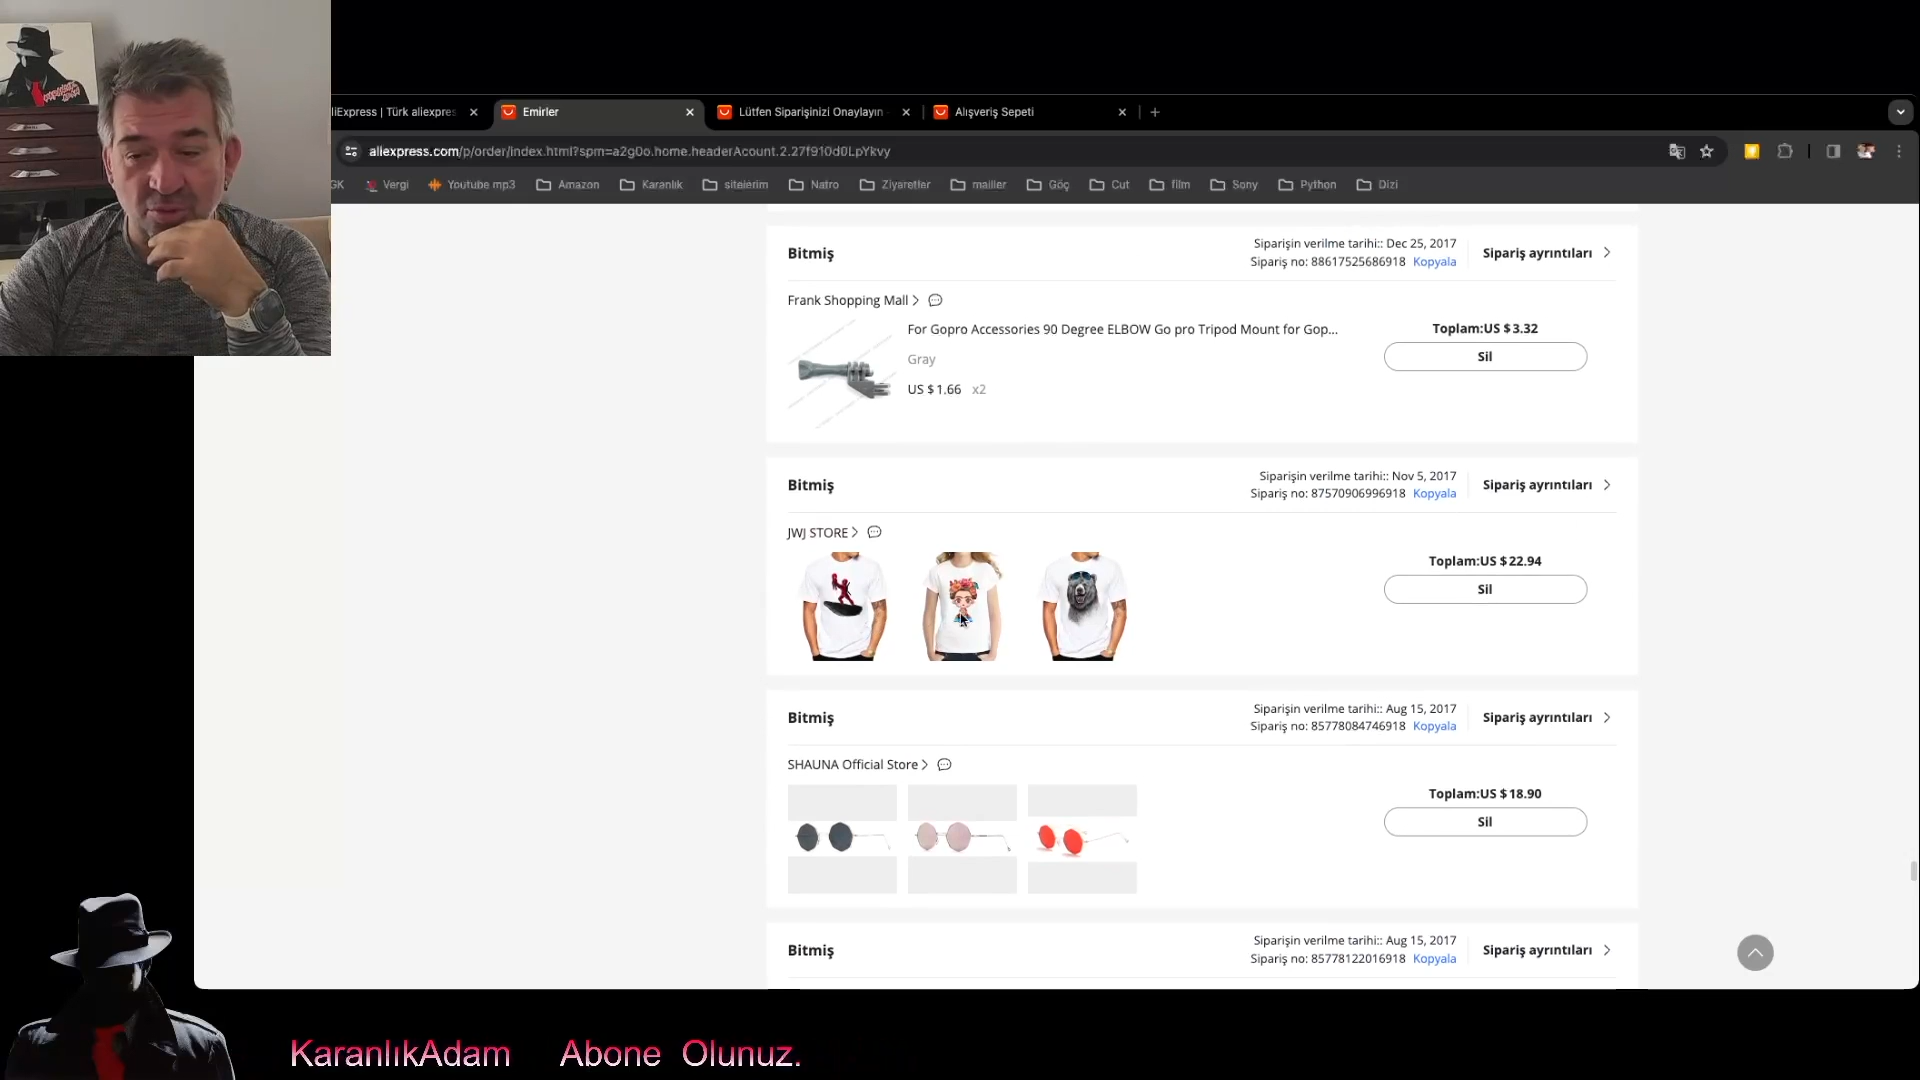 liExpress | Türk aliexpres
Emirler
Lütfen Siparişinizi Onaylayın
Alışveriş Sepeti
aliexpress.com/p/order/index.html?spm=a2g0o.home.headerAcount.2.27f910d0LpYkvy
GK
Vergi
Youtube mp3
Amazon
Karanlık
sitelerim
Natro
Ziyaretler
mailler
Göç
Cut
film
Sony
Python
Dizi
Bitmiş
Siparişin verilme tarihi:: Dec 25, 2017
Sipariş no: 88617525686918 Kopyala
Sipariş ayrıntıları
Frank Shopping Mall
For Gopro Accessories 90 Degree ELBOW Go pro Tripod Mount for Gop...
Gray
US $1.66 x2
Toplam:US $3.32
Sil
Bitmiş
Siparişin verilme tarihi:: Nov 5, 2017
Sipariş no: 87570906996918 Kopyala
Sipariş ayrıntıları
JWJ STORE
Toplam:US $22.94
Sil
Bitmiş
Siparişin verilme tarihi:: Aug 15, 2017
Sipariş no: 85778084746918 Kopyala
Sipariş ayrıntıları
SHAUNA Official Store
Toplam:US $18.90
Sil
Bitmiş
Siparişin verilme tarihi:: Aug 15, 2017
Sipariş no: 85778122016918 Kopyala
Sipariş ayrıntıları
KaranlıkAdam Abone Olunuz.